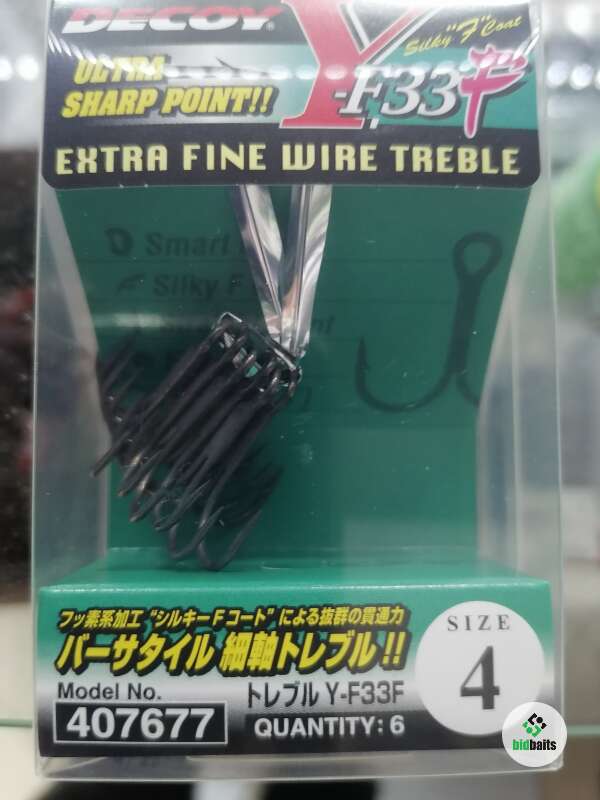 DECOY
Silky "F" Coat
ULTRA
SHARP POINT!!
Y-F33F
EXTRA FINE WIRE TREBLE
Smart
Silky F
フッ素系加工 "シルキーFコート" による抜群の貫通力
バーサタイル 細軸トレブル!!
SIZE
4
Model No.
407677
トレブル Y-F33F
QUANTITY: 6
bidbaits